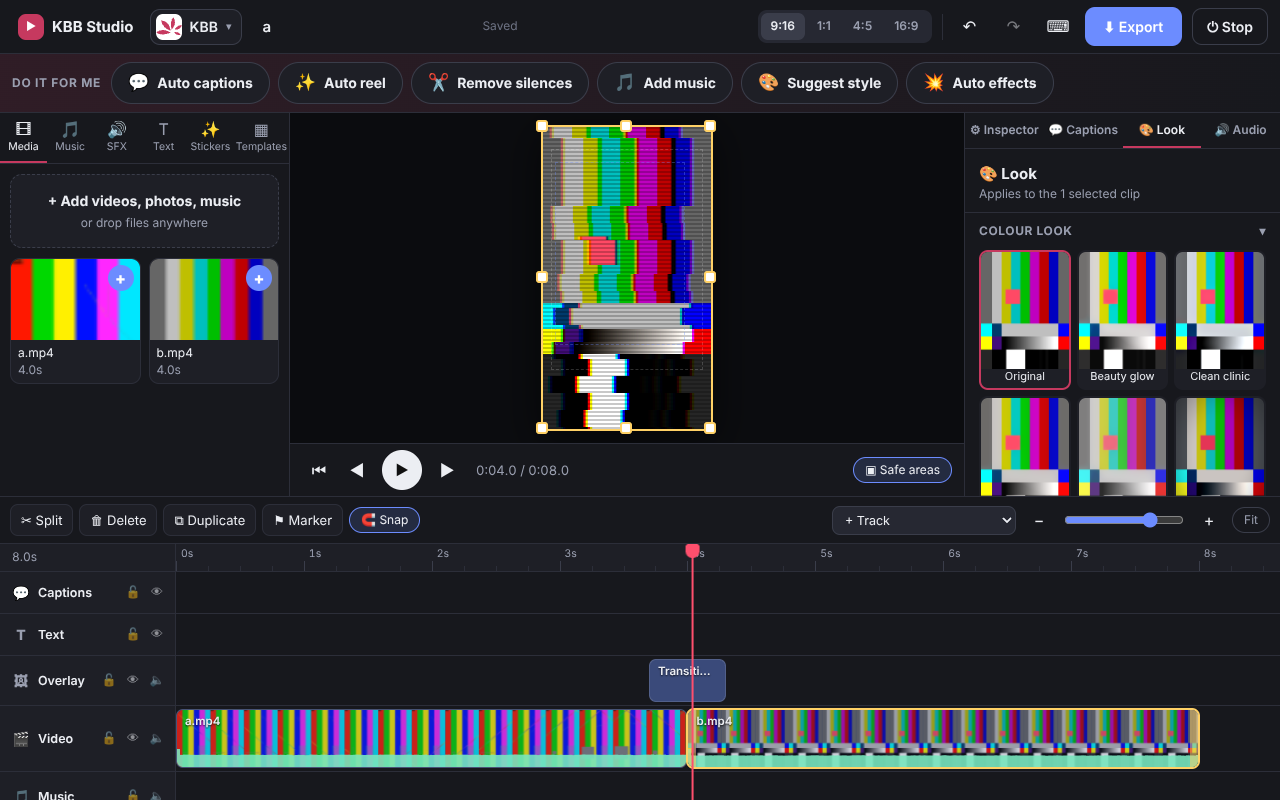 KBB Studio
KBB
a
Saved
9:16
1:1
4:5
16:9
Export
Stop
DO IT FOR ME
Auto captions
Auto reel
Remove silences
Add music
Suggest style
Auto effects
Media
Music
SFX
Text
Stickers
Templates
+ Add videos, photos, music
or drop files anywhere
a.mp4
4.0s
b.mp4
4.0s
0:04.0 / 0:08.0
Safe areas
Inspector
Captions
Look
Audio
Look
Applies to the 1 selected clip
COLOUR LOOK
Original
Beauty glow
Clean clinic
Split
Delete
Duplicate
Marker
Snap
+ Track
Fit
8.0s
0s
1s
2s
3s
5s
6s
7s
8s
Captions
T Text
Overlay
Transiti...
Video
a.mp4
b.mp4
Music